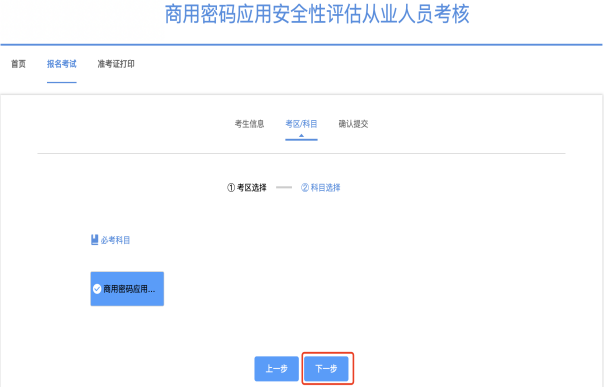 商用密码应用安全性评估从业人员考核
首页 报名考试 准考证打印
考生信息 考区/科目 确认提交
① 考区选择 ② 科目选择
必考科目
商用密码应用...
上一步 下一步